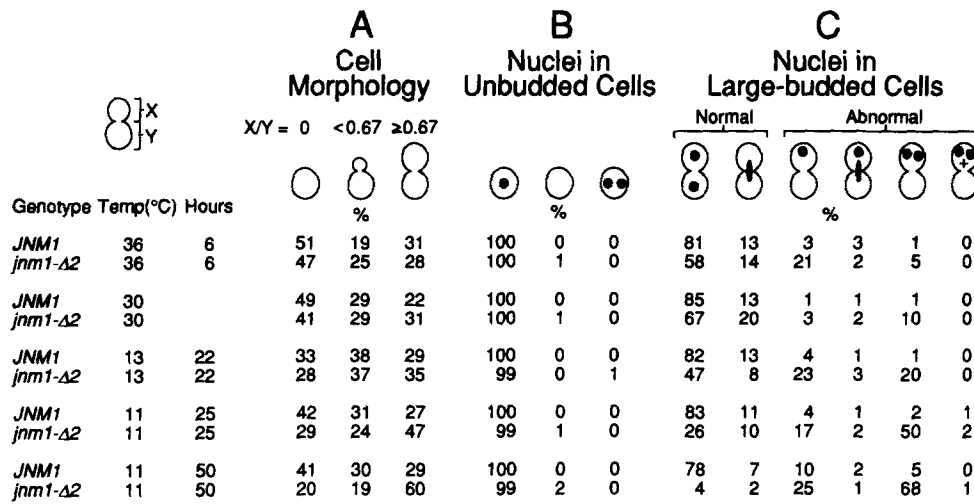 A B C
Cell Nuclei in Nuclei in
Morphology Unbudded Cells Large-budded Cells
Normal Abnormal
X
Y
X/Y = 0 <0.67 ≥0.67
+
Genotype Temp(°C) Hours % % %
JNM1 36 6 51 19 31 100 0 0 81 13 3 3 1 0
jnm1-Δ2 36 6 47 25 28 100 1 0 58 14 21 2 5 0
JNM1 30 49 29 22 100 0 0 85 13 1 1 1 0
jnm1-Δ2 30 41 29 31 100 1 0 67 20 3 2 10 0
JNM1 13 22 33 38 29 100 0 0 82 13 4 1 1 0
jnm1-Δ2 13 22 28 37 35 99 0 1 47 8 23 3 20 0
JNM1 11 25 42 31 27 100 0 0 83 11 4 1 2 1
jnm1-Δ2 11 25 29 24 47 99 1 0 26 10 17 2 50 2
JNM1 11 50 41 30 29 100 0 0 78 7 10 2 5 0
jnm1-Δ2 11 50 20 19 60 99 2 0 4 2 25 1 68 1